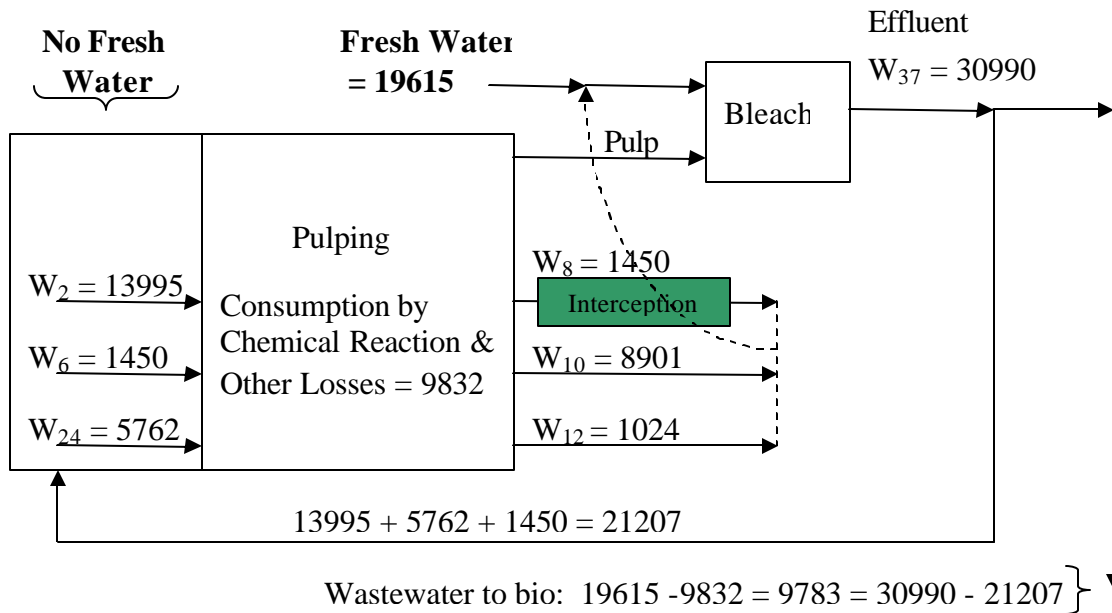 No Fresh
Water
Fresh Water
= 19615
Effluent
W37 = 30990
Bleach
Pulp
Pulping
W2 = 13995
W6 = 1450
W24 = 5762
Consumption by
Chemical Reaction &
Other Losses = 9832
W8 = 1450
Interception
W10 = 8901
W12 = 1024
13995 + 5762 + 1450 = 21207
Wastewater to bio: 19615 -9832 = 9783 = 30990 - 21207